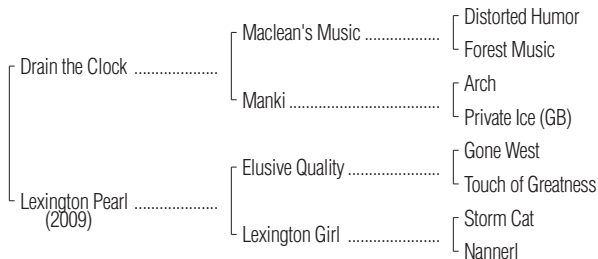 Distorted Humor
Maclean's Music ..................
Forest Music
Drain the Clock ....................
Arch
Manki ....................................
Private Ice (GB)
Gone West
Elusive Quality ......................
Touch of Greatness
Lexington Pearl ....................
(2009)
Storm Cat
Lexington Girl ......................
Nannerl